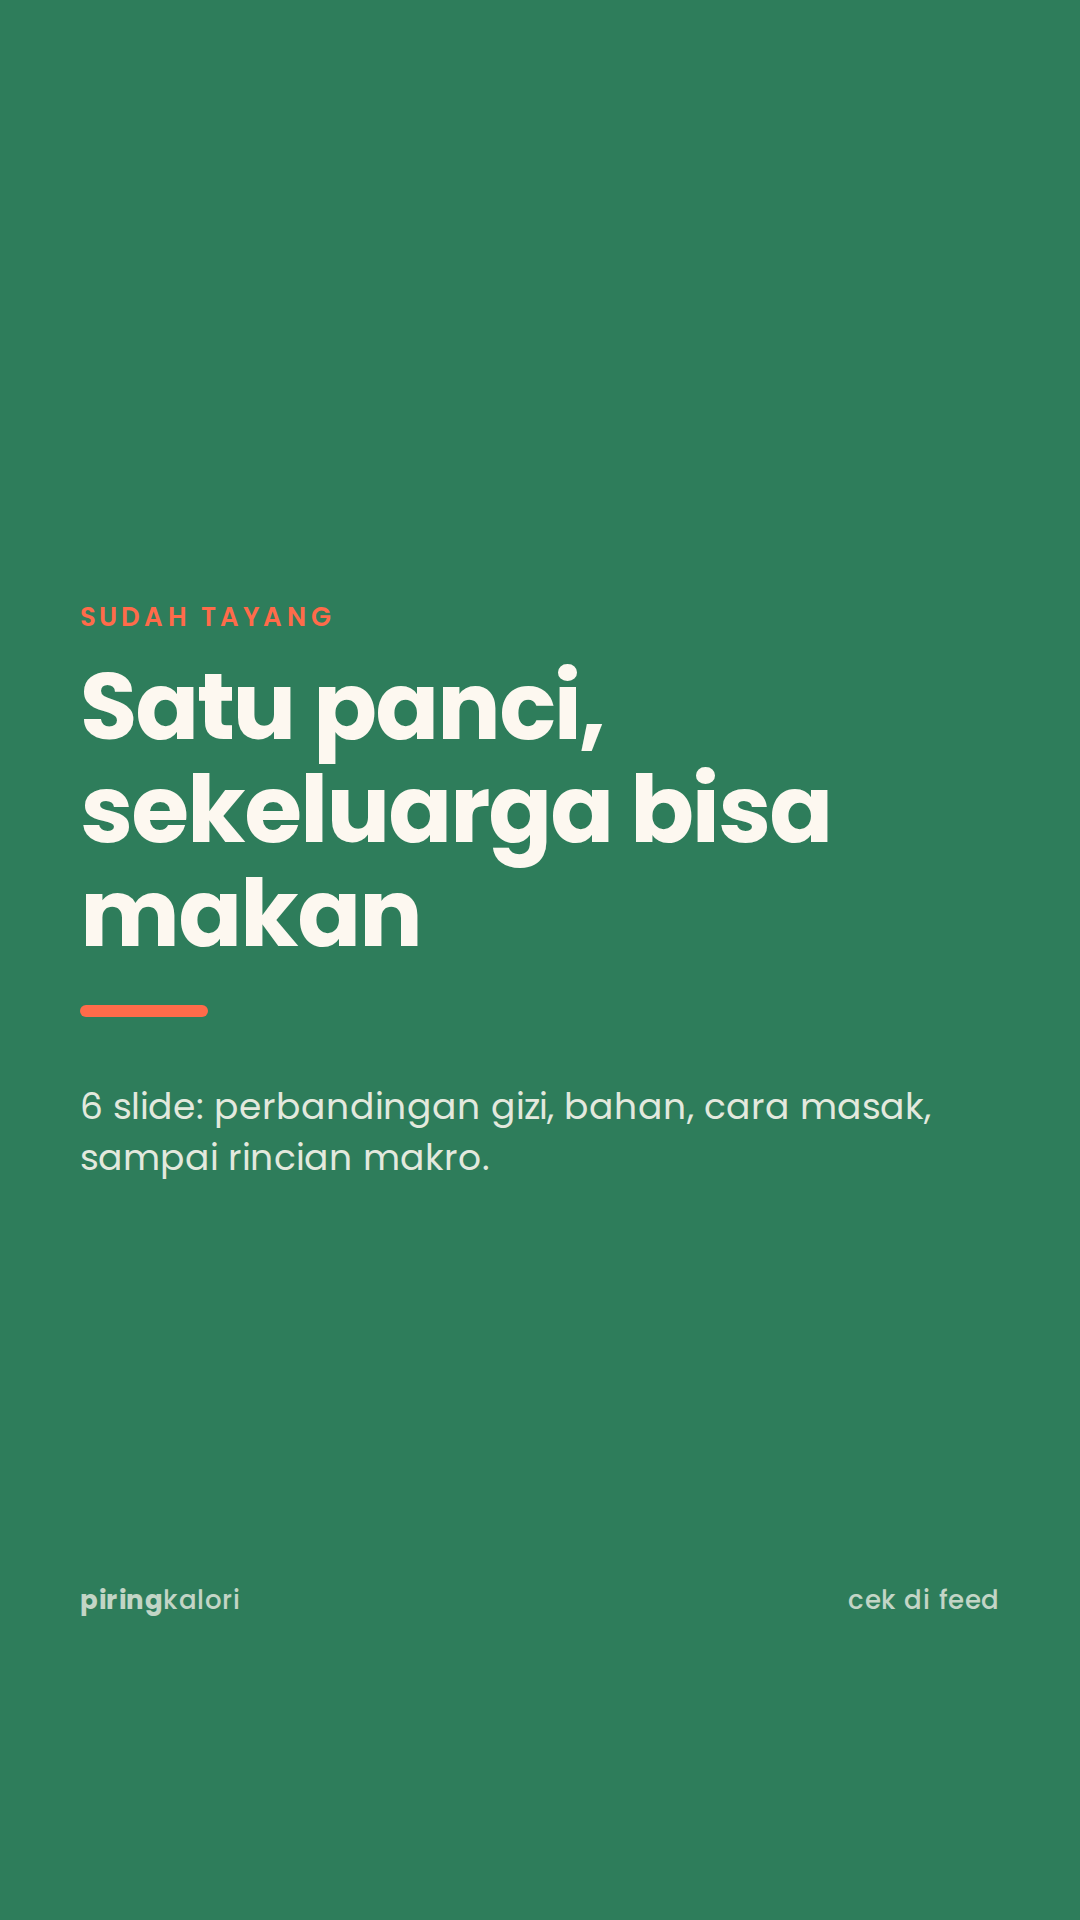 SUDAH TAYANG
Satu panci,
sekeluarga bisa
makan
6 slide: perbandingan gizi, bahan, cara masak,
sampai rincian makro.
piringkalori
cek di feed